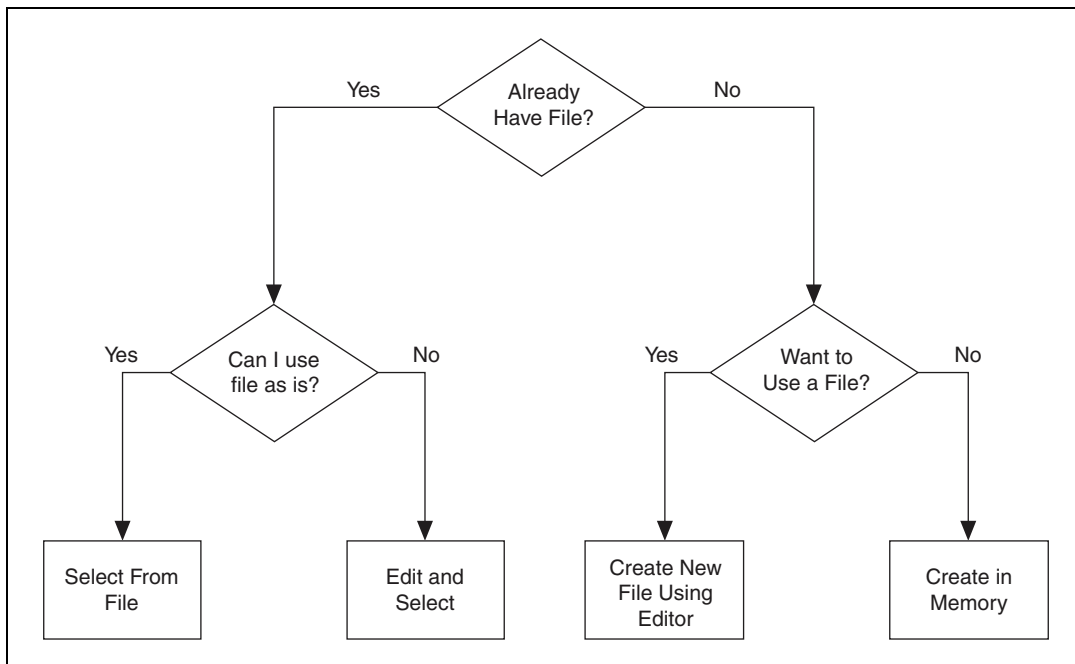 Already
Have File?
Yes
No
Can I use
file as is?
Yes
No
Want to
Use a File?
Yes
No
Select From
File
Edit and
Select
Create New
File Using
Editor
Create in
Memory